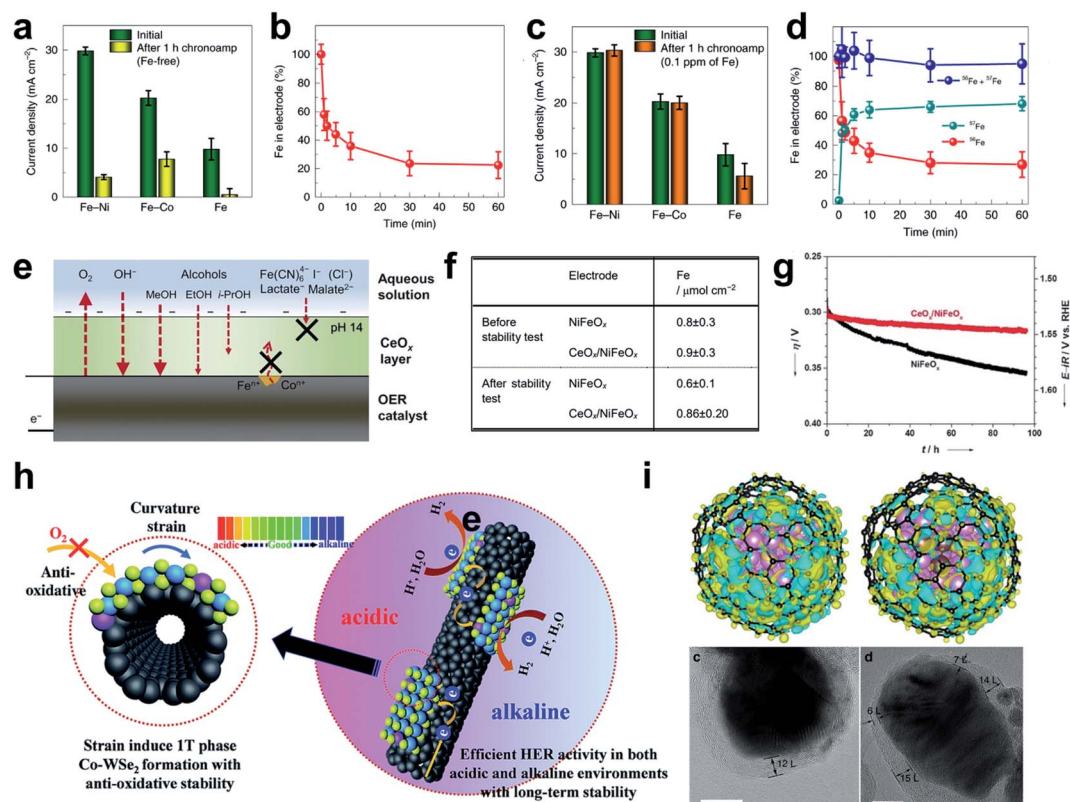 a
Initial
After 1 h chronoamp
(Fe-free)
Current density (mA cm⁻²)
30
20
10
0
Fe–Ni
Fe–Co
Fe
b
Fe in electrode (%)
100
80
60
40
20
0
0
10
20
30
40
50
60
Time (min)
c
Initial
After 1 h chronoamp
(0.1 ppm of Fe)
Current density (mA cm⁻²)
30
20
10
0
Fe–Ni
Fe–Co
Fe
d
Fe in electrode (%)
100
80
60
40
20
0
⁵⁶Fe + ⁵⁷Fe
⁵⁷Fe
⁵⁶Fe
0
10
20
30
40
50
60
Time (min)
e
O₂
OH⁻
Alcohols
MeOH
EtOH
i-PrOH
Fe(CN)₆⁴⁻ I⁻ (Cl⁻)
Lactate⁻
Malate²⁻
Aqueous
solution
pH 14
CeOₓ
layer
Feⁿ⁺
Coⁿ⁺
OER
catalyst
e⁻
f
Electrode
Fe
/ μmol cm⁻²
Before
stability test
NiFeOₓ
0.8±0.3
CeOₓ/NiFeOₓ
0.9±0.3
After stability
test
NiFeOₓ
0.6±0.1
CeOₓ/NiFeOₓ
0.86±0.20
g
0.25
0.30
0.35
0.40
η / V
CeOₓ/NiFeOₓ
NiFeOₓ
1.50
1.55
1.60
E–iR / V vs. RHE
0
20
40
60
80
100
t / h
h
O₂
Anti-
oxidative
Curvature
strain
acidic
Good
alkaline
Strain induce 1T phase
Co-WSe₂ formation with
anti-oxidative stability
H₂
H⁺, H₂O
e
e
e
e
e
acidic
alkaline
H⁺, H₂O
H₂
Efficient HER activity in both
acidic and alkaline environments
with long-term stability
i
c
12 L
d
7 L
14 L
6 L
15 L